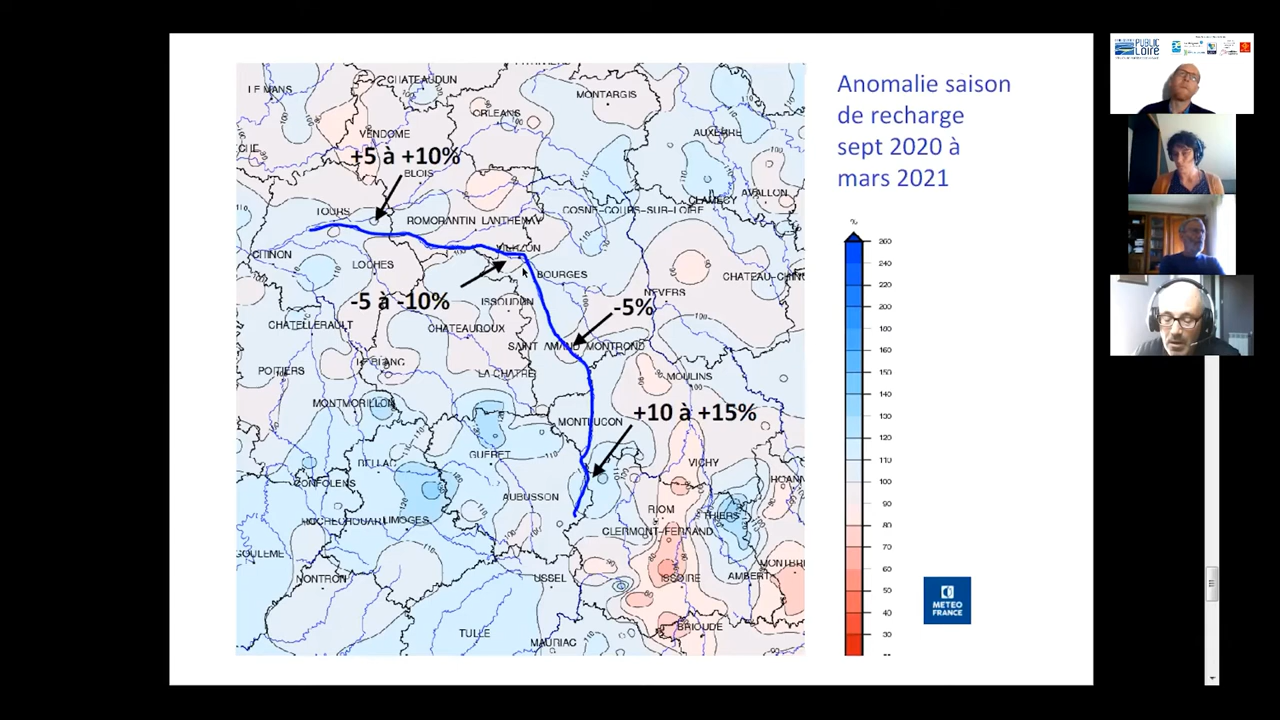 Anomalie saison
de recharge
sept 2020 à
mars 2021
CHATEAUDUN
LE MANS
MONTARGIS
ORLEANS
AUXERRE
VENDOME
+5 à +10%
BLOIS
AVALLON
CLAMECY
TOURS
ROMORANTIN LANTHENAY
COSNE-COURS-SUR-LOIRE
VIERZON
LOCHES
BOURGES
-5 à -10%
ISSOUDUN
NEVERS
-5%
CHATELLERAULT
CHATEAUROUX
SAINT AMAND MONTROND
LE BLANC
POITIERS
LA CHATRE
MOULINS
MONTMORILLON
+10 à +15%
MONTLUCON
GUERET
BELLAC
VICHY
CONFOLENS
AUBUSSON
RIOM
THIERS
ROCHECHOUART
LIMOGES
CLERMONT-FERRAND
NONTRON
USSEL
ISSOIRE
AMBERT
TULLE
BRIOUDE
MAURIAC
%
260
240
220
200
180
160
150
140
130
120
110
100
90
80
70
60
50
40
30
METEO
FRANCE
PUBLIC
Loire